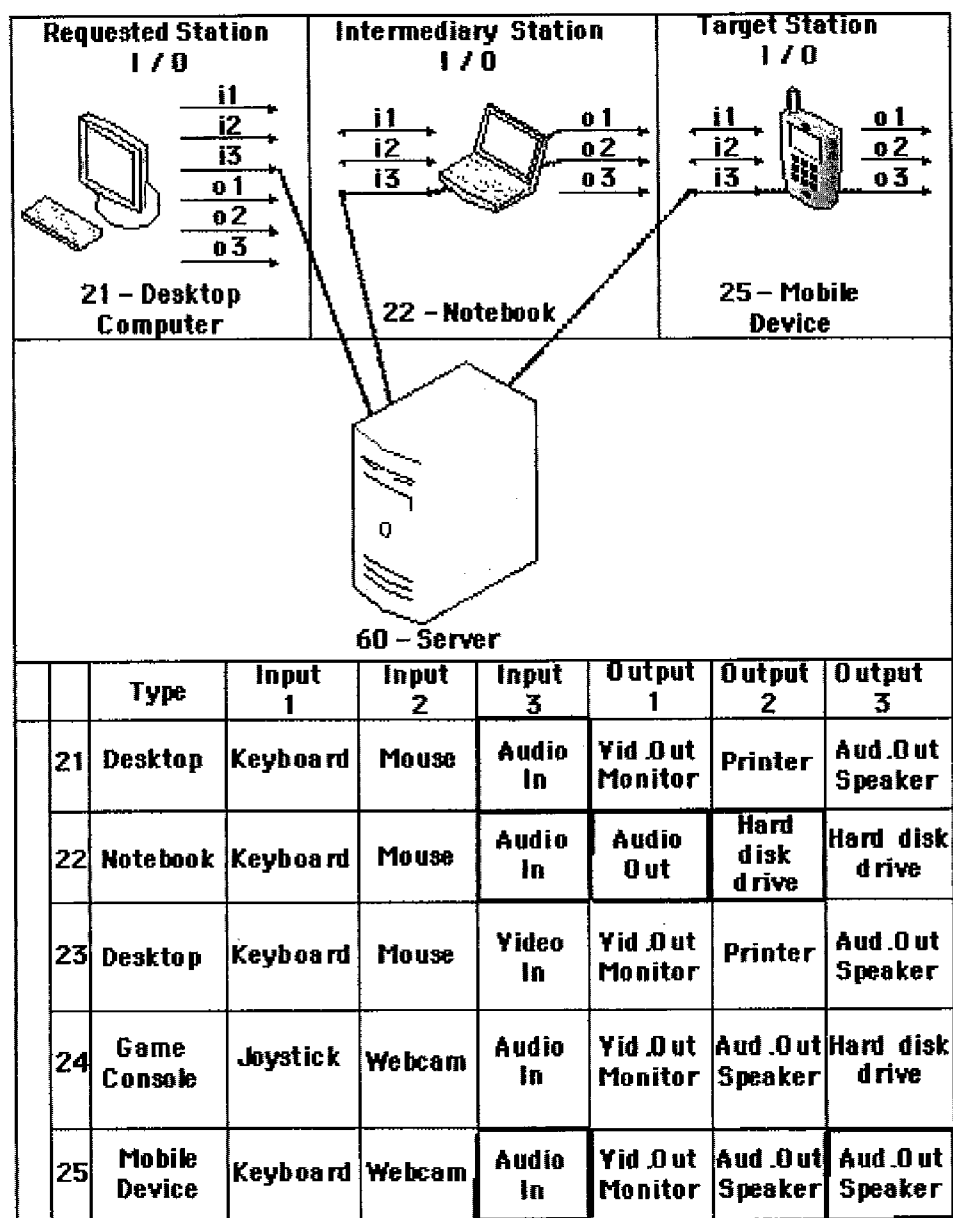 Requested Station
I / O
i1
i2
i3
o1
o2
o3
21 – Desktop
Computer
Intermediary Station
I / O
i1
i2
i3
o1
o2
o3
22 – Notebook
Target Station
I / O
i1
i2
i3
o1
o2
o3
25 – Mobile
Device
60 – Server
Type
Input
1
Input
2
Input
3
Output
1
Output
2
Output
3
21
Desktop
Keyboard
Mouse
Audio
In
Vid.Out
Monitor
Printer
Aud.Out
Speaker
22
Notebook
Keyboard
Mouse
Audio
In
Audio
Out
Hard
disk
drive
Hard disk
drive
23
Desktop
Keyboard
Mouse
Video
In
Vid.Out
Monitor
Printer
Aud.Out
Speaker
24
Game
Console
Joystick
Webcam
Audio
In
Vid.Out
Monitor
Aud.Out
Speaker
Hard disk
drive
25
Mobile
Device
Keyboard
Webcam
Audio
In
Vid.Out
Monitor
Aud.Out
Speaker
Aud.Out
Speaker